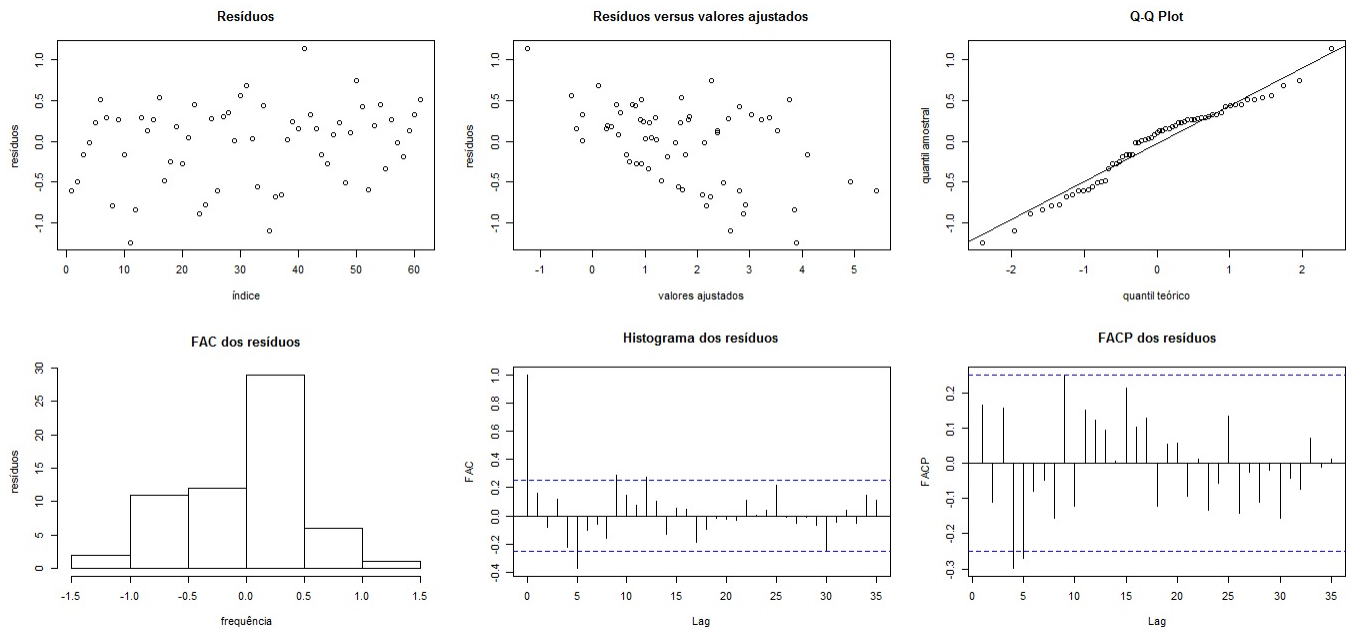 Resíduos
resíduos
1.0
0.5
0.0
-0.5
-1.0
0 10 20 30 40 50 60
índice
Resíduos versus valores ajustados
resíduos
1.0
0.5
0.0
-0.5
-1.0
-1 0 1 2 3 4 5
valores ajustados
Q-Q Plot
quantil amostral
1.0
0.5
0.0
-0.5
-1.0
-2 -1 0 1 2
quantil teórico
FAC dos resíduos
resíduos
30
25
20
15
10
5
0
-1.5 -1.0 -0.5 0.0 0.5 1.0 1.5
frequência
Histograma dos resíduos
FAC
1.0
0.8
0.6
0.4
0.2
0.0
-0.2
-0.4
0 5 10 15 20 25 30 35
Lag
FACP dos resíduos
FACP
0.2
0.1
0.0
-0.1
-0.2
-0.3
0 5 10 15 20 25 30 35
Lag